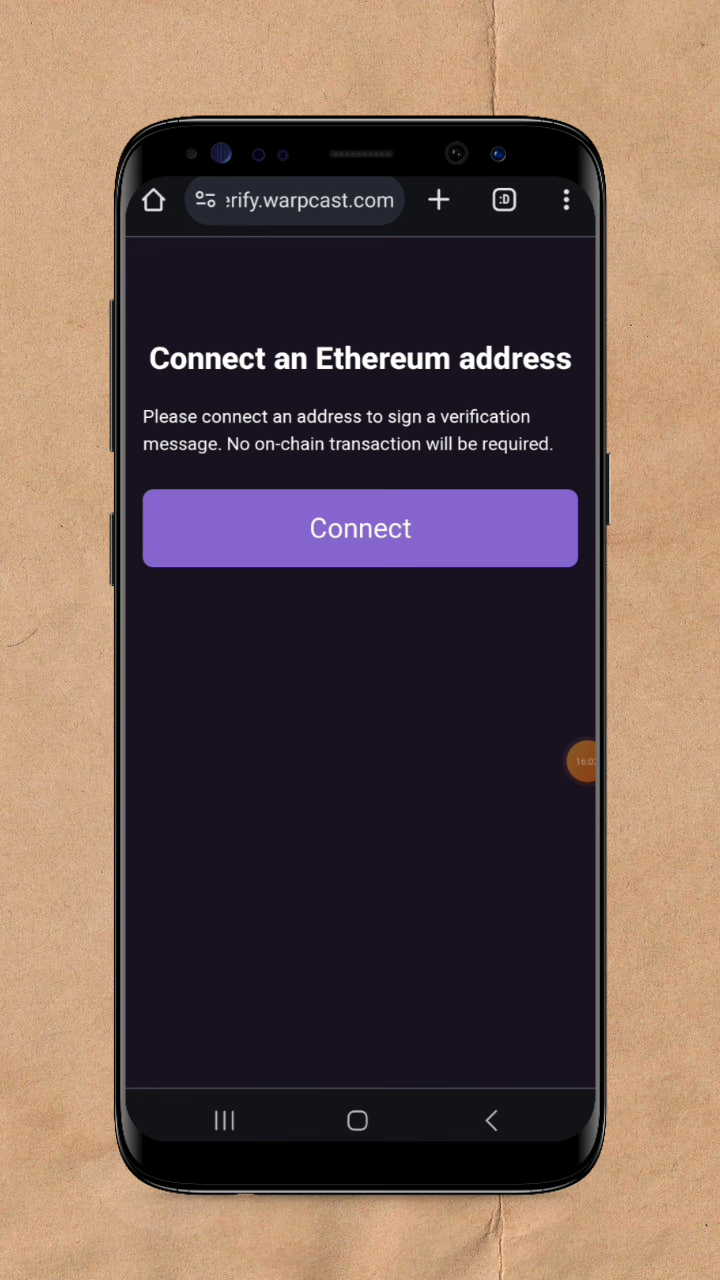 erify.warpcast.com
:D
Connect an Ethereum address
Please connect an address to sign a verification
message. No on-chain transaction will be required.
Connect